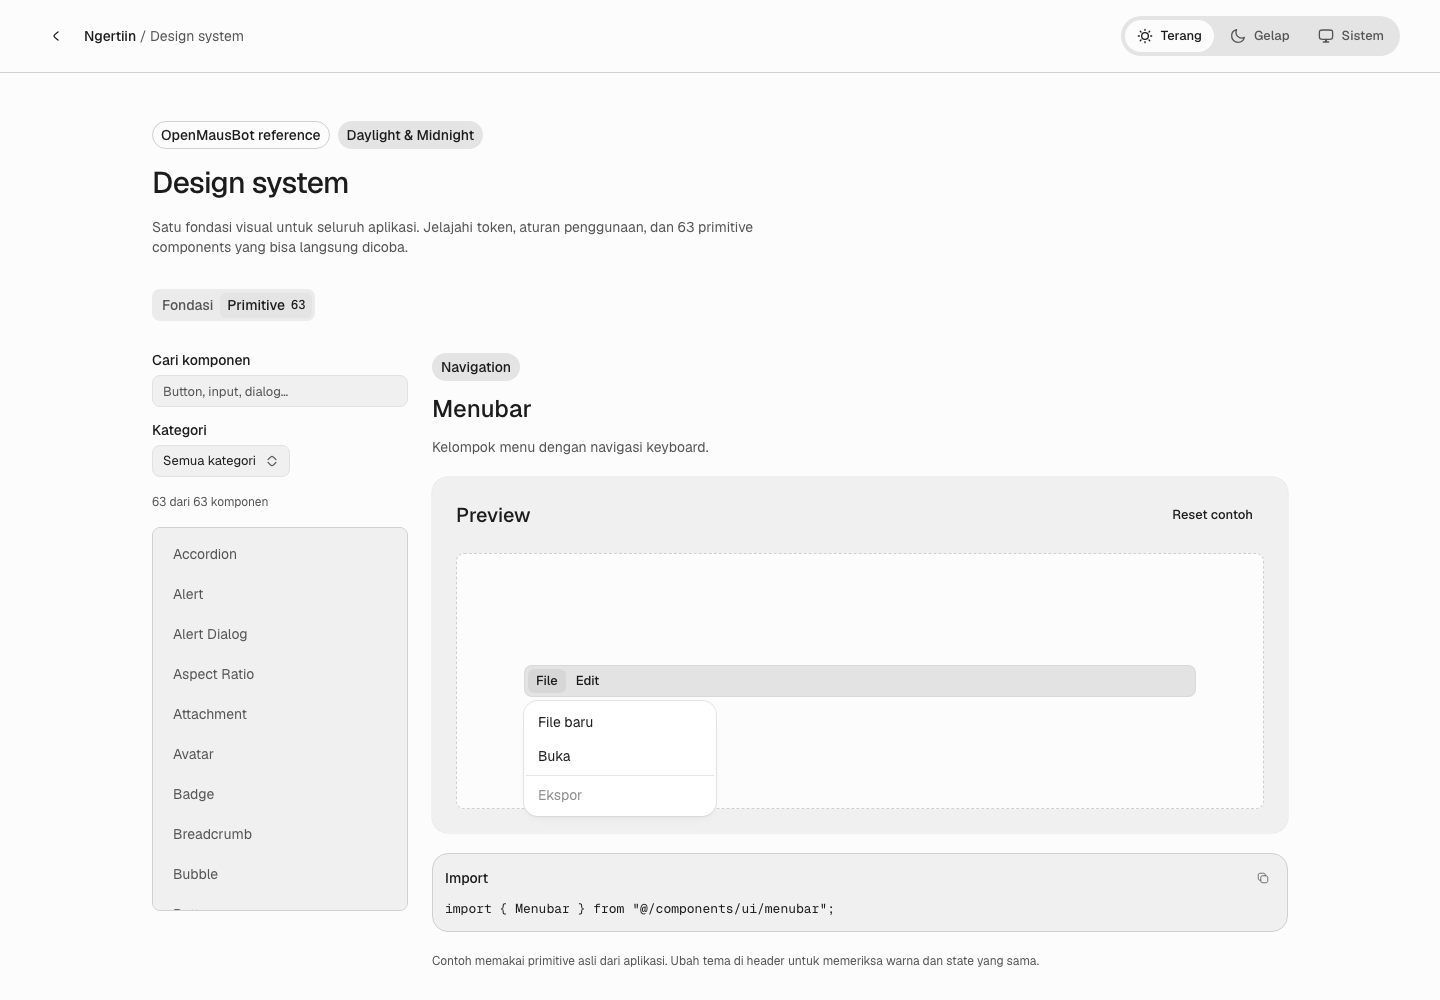 Ngertiin / Design system
Terang
Gelap
Sistem
OpenMausBot reference
Daylight & Midnight
Design system
Satu fondasi visual untuk seluruh aplikasi. Jelajahi token, aturan penggunaan, dan 63 primitive
components yang bisa langsung dicoba.
Fondasi
Primitive 63
Cari komponen
Button, input, dialog…
Kategori
Semua kategori
63 dari 63 komponen
Accordion
Alert
Alert Dialog
Aspect Ratio
Attachment
Avatar
Badge
Breadcrumb
Bubble
Navigation
Menubar
Kelompok menu dengan navigasi keyboard.
Preview
Reset contoh
File
Edit
File baru
Buka
Ekspor
Import
import { Menubar } from "@/components/ui/menubar";
Contoh memakai primitive asli dari aplikasi. Ubah tema di header untuk memeriksa warna dan state yang sama.